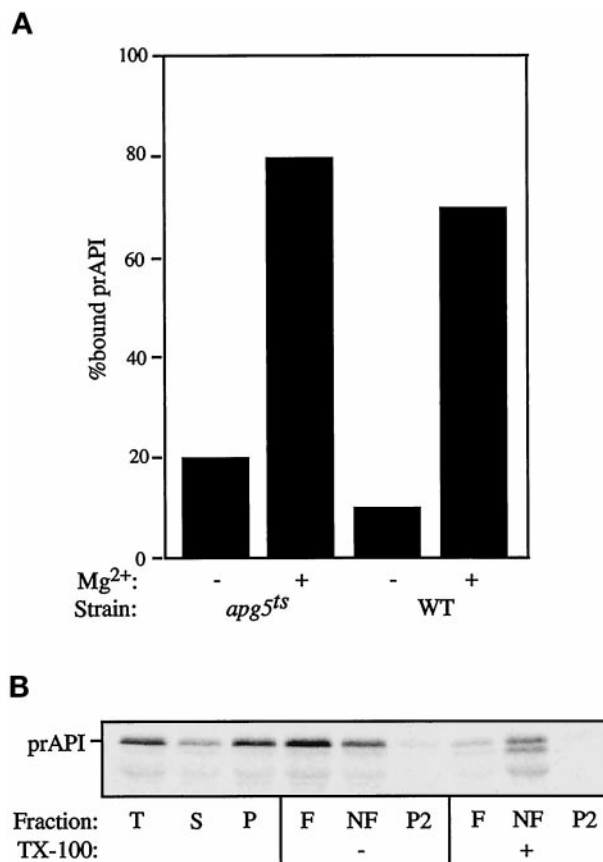 A
100
80
60
40
20
0
%bound prAPI
Mg2+: - + - +
Strain: apg5ts WT
B
prAPI
Fraction: T S P F NF P2 F NF P2
TX-100: - +